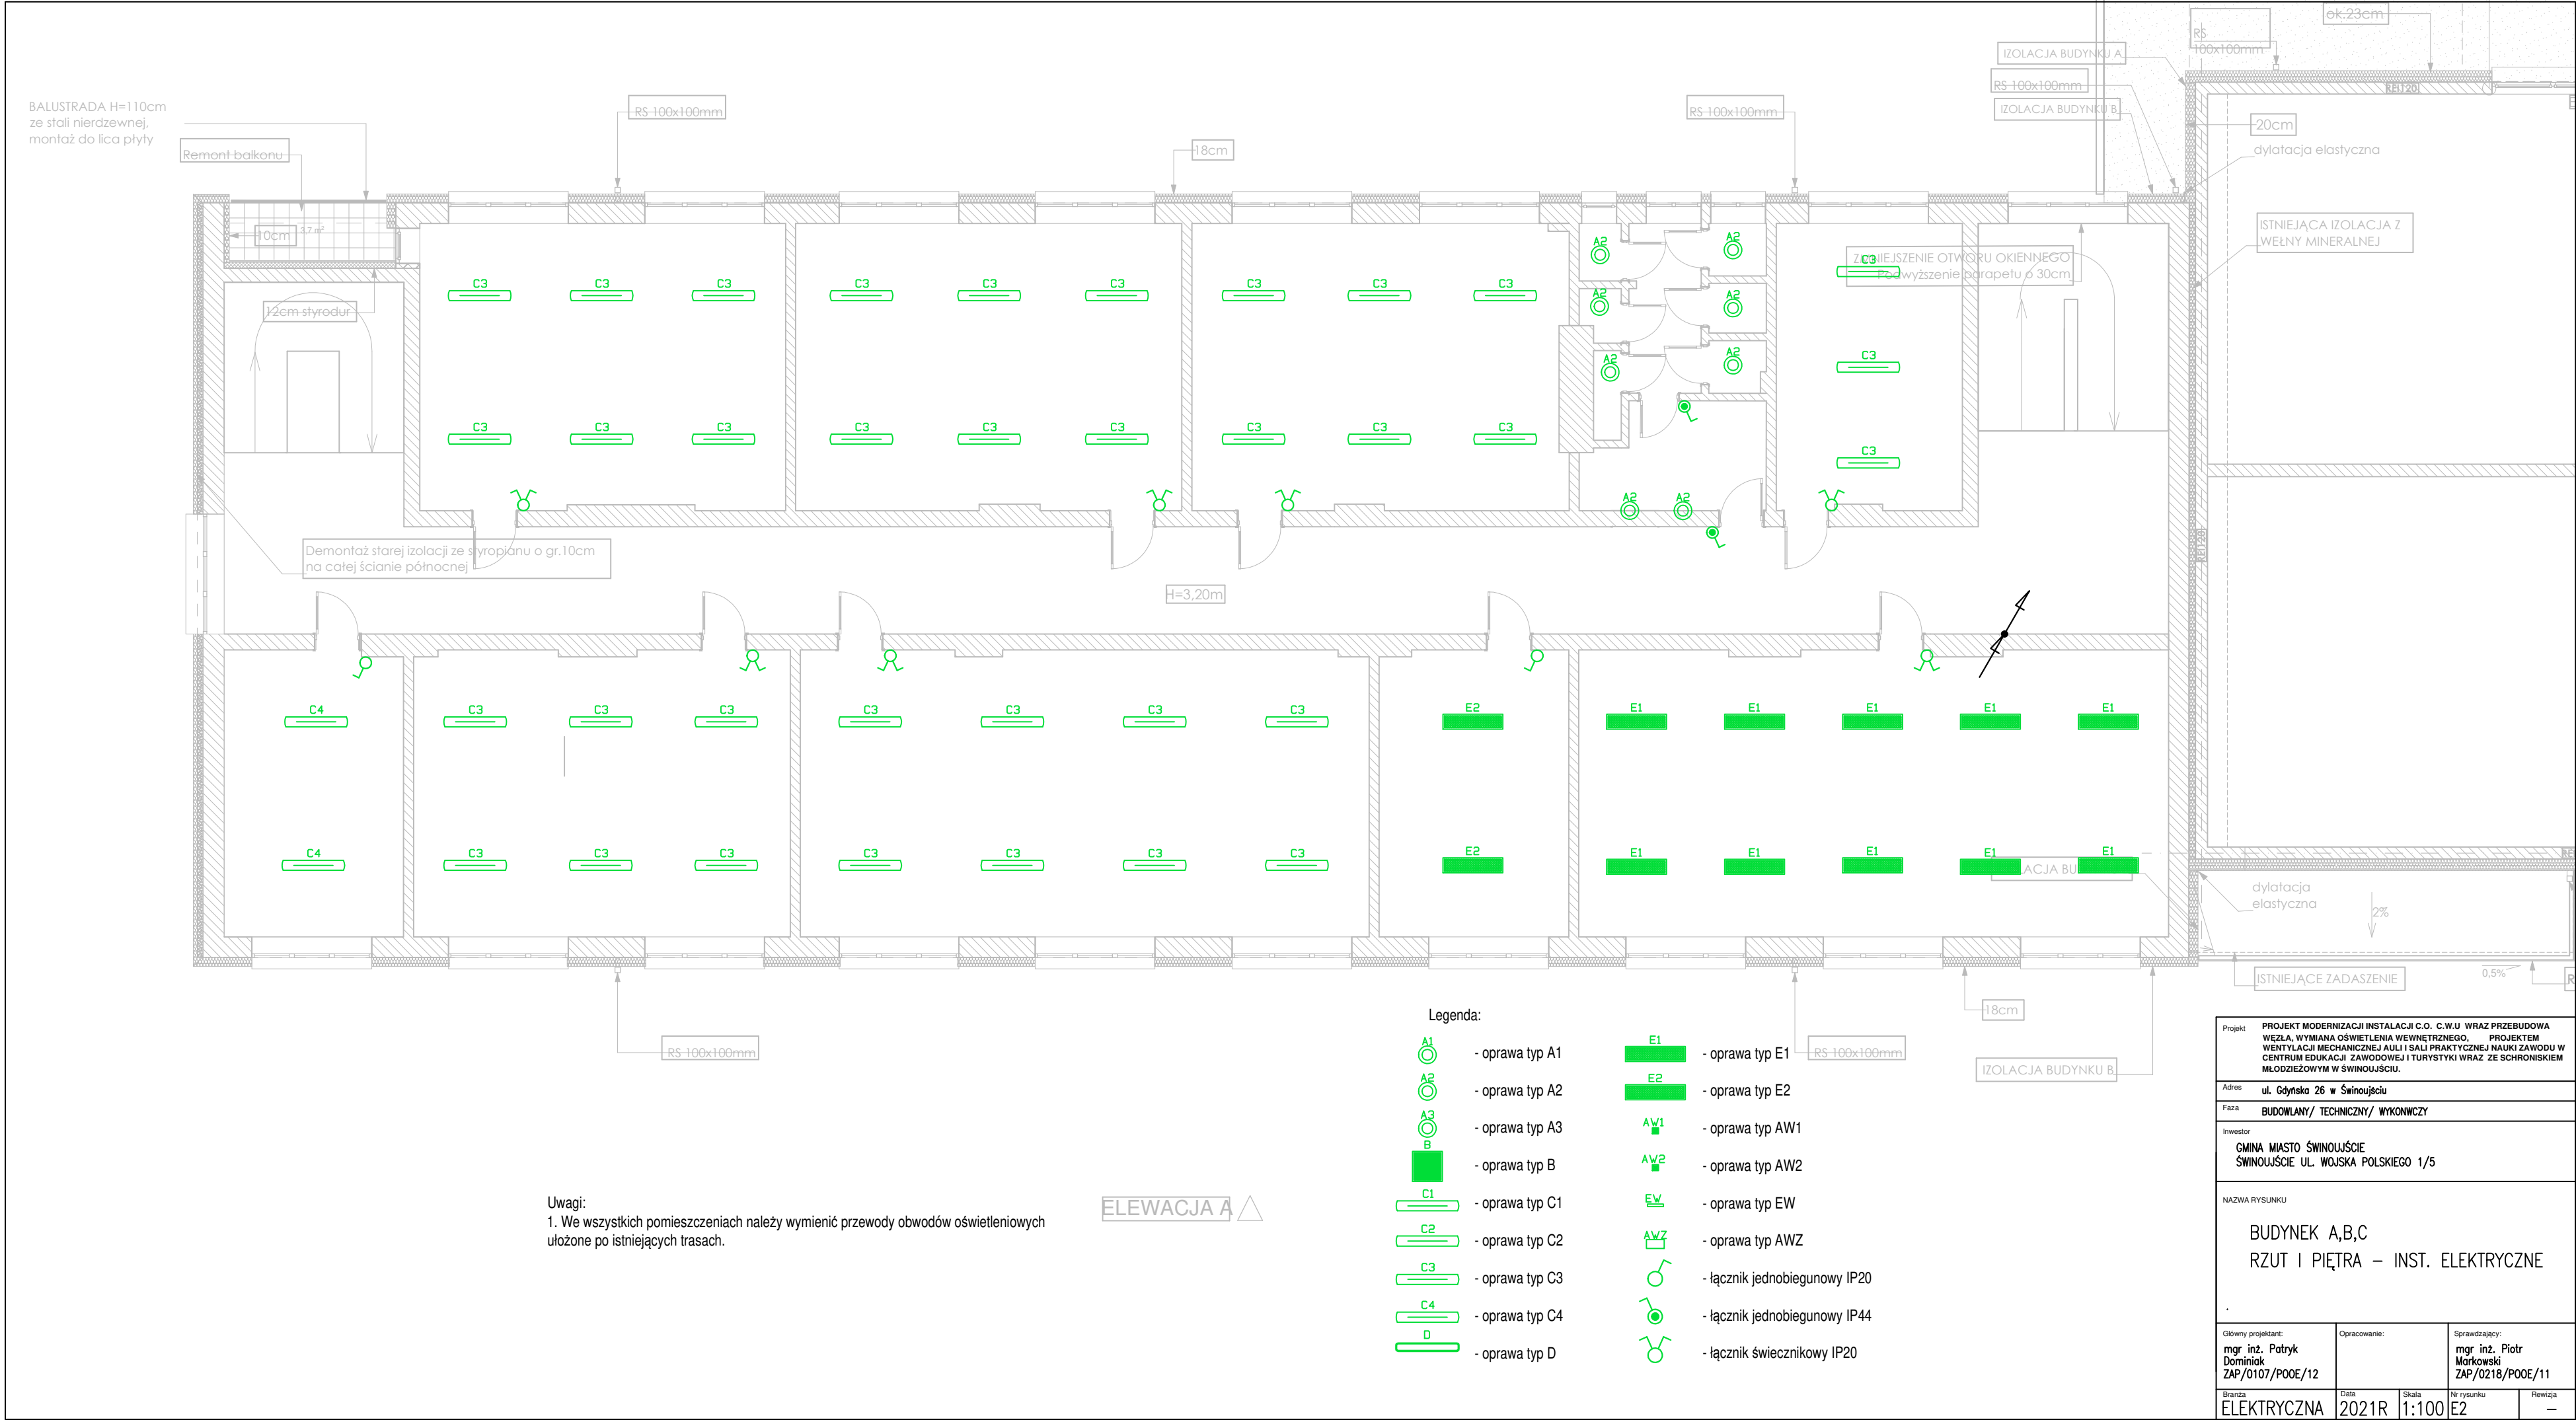 BALUSTRADA H=110cm
ze stali nierdzewnej,
montaż do lica płyty
Remont balkonu
RS 100x100mm
18cm
RS 100x100mm
IZOLACJA BUDYNKU A
RS 100x100mm
IZOLACJA BUDYNKU B
RS
100x100mm
ok.23cm
REI120
20cm
dylatacja elastyczna
ISTNIEJĄCA IZOLACJA Z
WEŁNY MINERALNEJ
10cm
12cm styrodur
ZMNIEJSZENIE OTWORU OKIENNEGO
Podwyższenie parapetu o 30cm
A2 A2
C3 C3 C3 C3 C3 C3 C3 C3 C3 C3
A2 A2
A2 A2
C3
C3 C3 C3 C3 C3 C3 C3 C3 C3
C3
A2 A2
REI120
Demontaż starej izolacji ze styropianu o gr.10cm
na całej ścianie północnej
H=3,20m
C4 C3 C3 C3 C3 C3 C3 C3 E2 E1 E1 E1 E1 E1
C4 C3 C3 C3 C3 C3 C3 C3 E2 E1 E1 E1 E1 E1
dylatacja
elastyczna
2%
0,5%
ISTNIEJĄCE ZADASZENIE
18cm
RS 100x100mm
RS 100x100mm
IZOLACJA BUDYNKU B
Legenda:
A1 - oprawa typ A1
A2 - oprawa typ A2
A3 - oprawa typ A3
B - oprawa typ B
C1 - oprawa typ C1
C2 - oprawa typ C2
C3 - oprawa typ C3
C4 - oprawa typ C4
D - oprawa typ D
E1 - oprawa typ E1
E2 - oprawa typ E2
AW1 - oprawa typ AW1
AW2 - oprawa typ AW2
EW - oprawa typ EW
AWZ - oprawa typ AWZ
- łącznik jednobiegunowy IP20
- łącznik jednobiegunowy IP44
- łącznik świecznikowy IP20
Uwagi:
1. We wszystkich pomieszczeniach należy wymienić przewody obwodów oświetleniowych
ułożone po istniejących trasach.
ELEWACJA A
Projekt
PROJEKT MODERNIZACJI INSTALACJI C.O. C.W.U WRAZ PRZEBUDOWA
WĘZŁA, WYMIANA OŚWIETLENIA WEWNĘTRZNEGO, PROJEKTEM
WENTYLACJI MECHANICZNEJ AULI I SALI PRAKTYCZNEJ NAUKI ZAWODU W
CENTRUM EDUKACJI ZAWODOWEJ I TURYSTYKI WRAZ ZE SCHRONISKIEM
MŁODZIEŻOWYM W ŚWINOUJŚCIU.
Adres
ul. Gdyńska 26 w Świnoujściu
Faza
BUDOWLANY/ TECHNICZNY/ WYKONWCZY
Inwestor
GMINA MIASTO ŚWINOUJŚCIE
ŚWINOUJŚCIE UL. WOJSKA POLSKIEGO 1/5
NAZWA RYSUNKU
BUDYNEK A,B,C
RZUT I PIĘTRA – INST. ELEKTRYCZNE
.
Główny projektant:
mgr inż. Patryk
Dominiak
ZAP/0107/POOE/12
Opracowanie:
Sprawdzający:
mgr inż. Piotr
Markowski
ZAP/0218/POOE/11
Branża
ELEKTRYCZNA
Data
2021R
Skala
1:100
Nr rysunku
E2
Rewizja
–